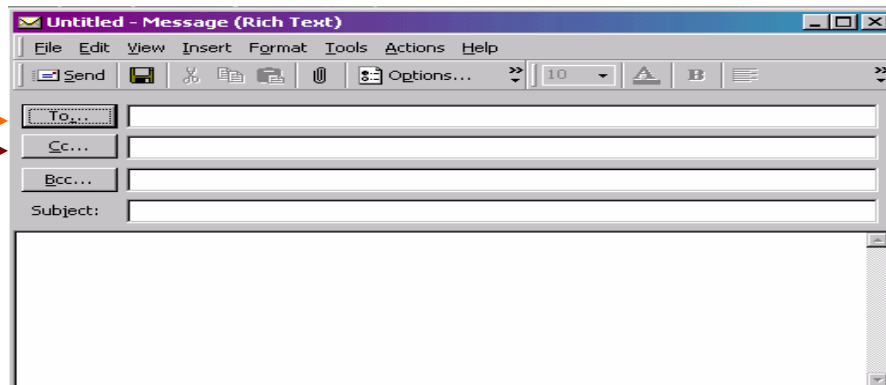 Untitled - Message (Rich Text)
File Edit View Insert Format Tools Actions Help
Send Options... 10 A B
To...
Cc...
Bcc...
Subject: